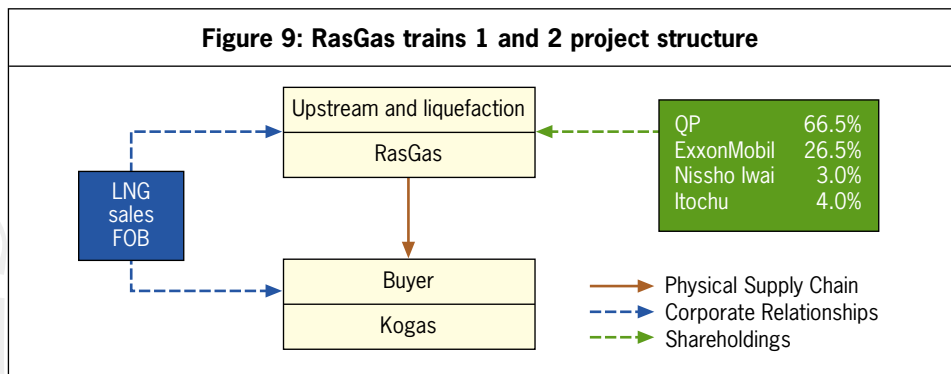 Figure 9: RasGas trains 1 and 2 project structure
Upstream and liquefaction
RasGas
QP 66.5%
ExxonMobil 26.5%
Nissho Iwai 3.0%
Itochu 4.0%
LNG
sales
FOB
Buyer
Kogas
Physical Supply Chain
Corporate Relationships
Shareholdings